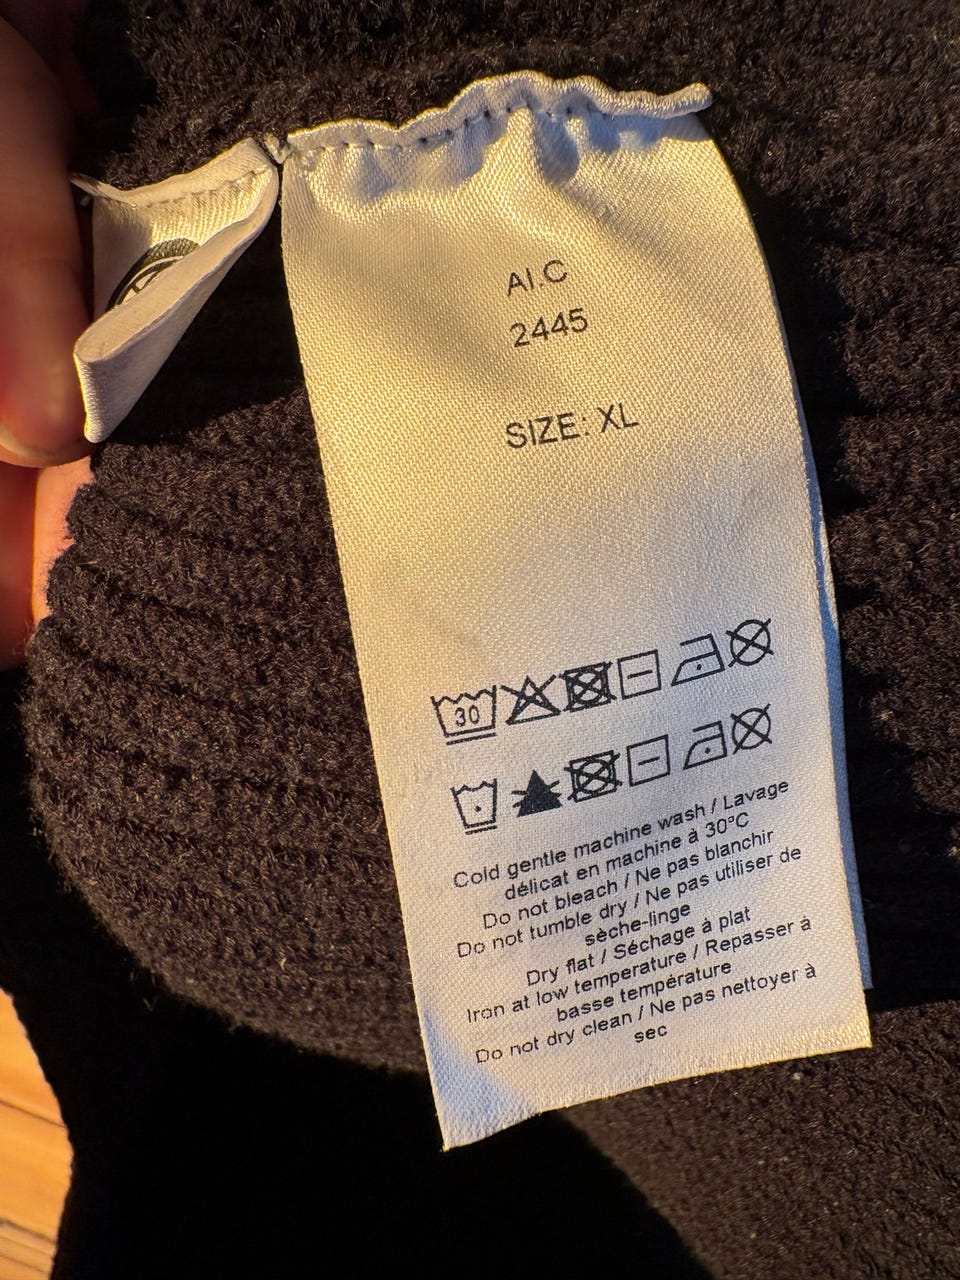 AI.C
2445
SIZE: XL
30
Cold gentle machine wash / Lavage
délicat en machine à 30°C
Do not bleach / Ne pas blanchir
Do not tumble dry / Ne pas utiliser de
sèche-linge
Dry flat / Séchage à plat
Iron at low temperature / Repasser à
basse température
Do not dry clean / Ne pas nettoyer à
sec